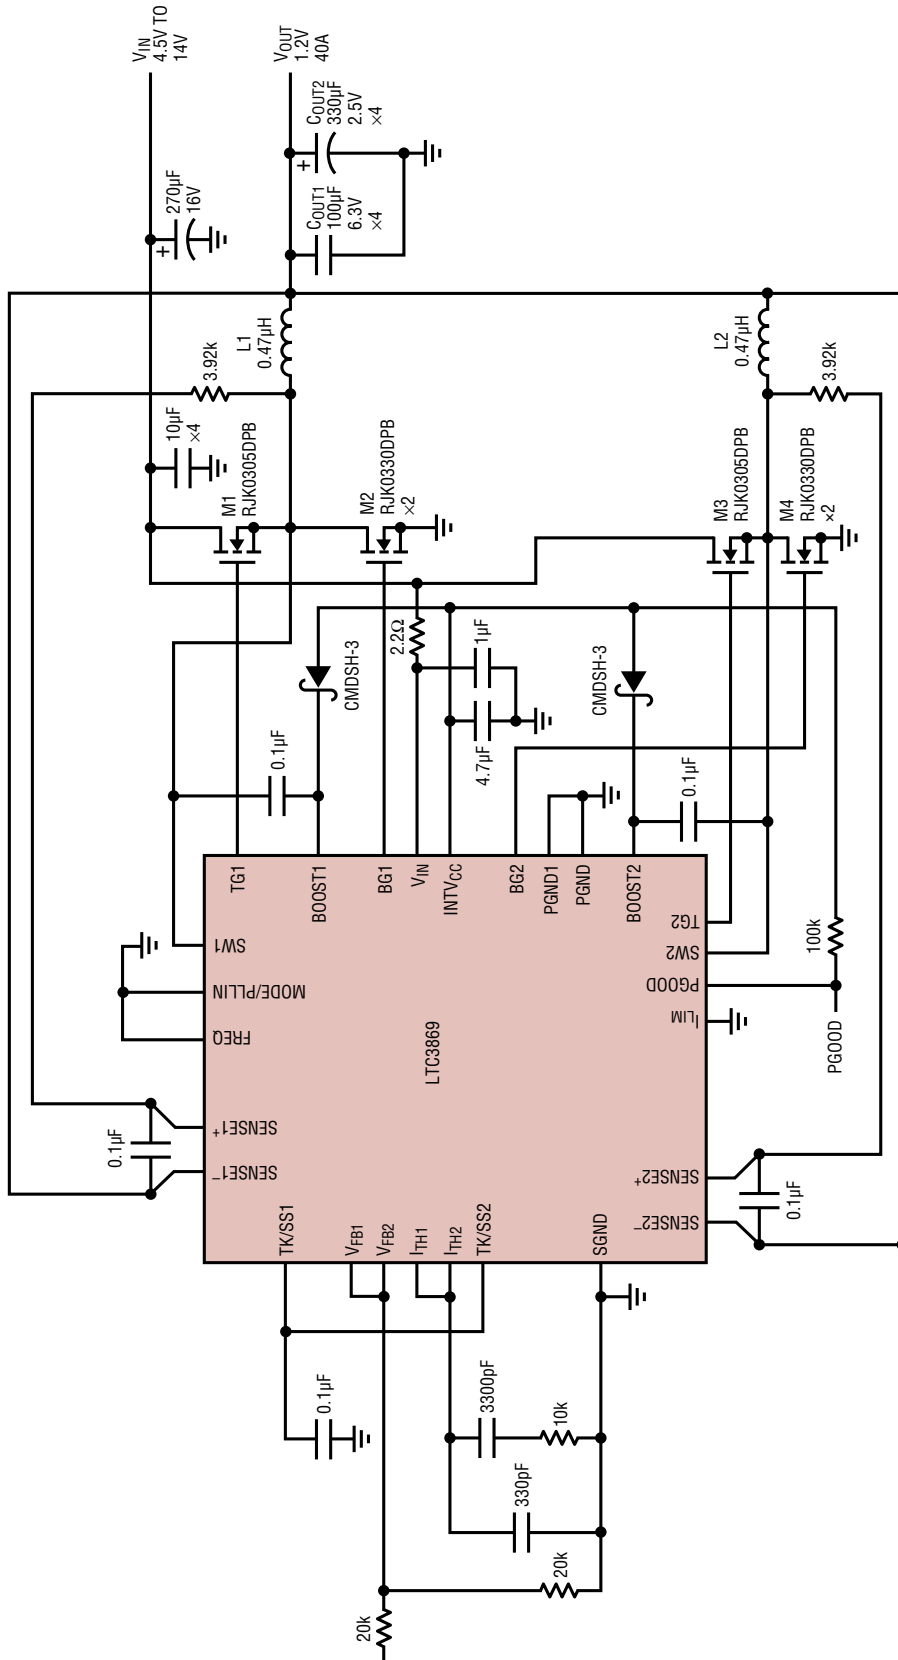 VIN
4.5V TO
14V
VOUT
1.2V
40A
270µF
16V
+
COUT2
330µF
2.5V
×4
+
COUT1
100µF
6.3V
×4
L1
0.47µH
3.92k
10µF
×4
M1
RJK0305DPB
M2
RJK0330DPB
×2
2.2Ω
CMDSH-3
1µF
4.7µF
0.1µF
L2
0.47µH
3.92k
M3
RJK0305DPB
M4
RJK0330DPB
×2
CMDSH-3
0.1µF
100k
PGOOD
TG1
BOOST1
BG1
VIN
INTVCC
BG2
PGND1
PGND
BOOST2
TG2
SW2
PGOOD
ILIM
SENSE2+
SENSE2–
SW1
MODE/PLLIN
FREQ
SENSE1+
SENSE1–
LTC3869
TK/SS1
VFB1
VFB2
ITH1
ITH2
TK/SS2
SGND
0.1µF
0.1µF
0.1µF
3300pF
10k
330pF
20k
20k